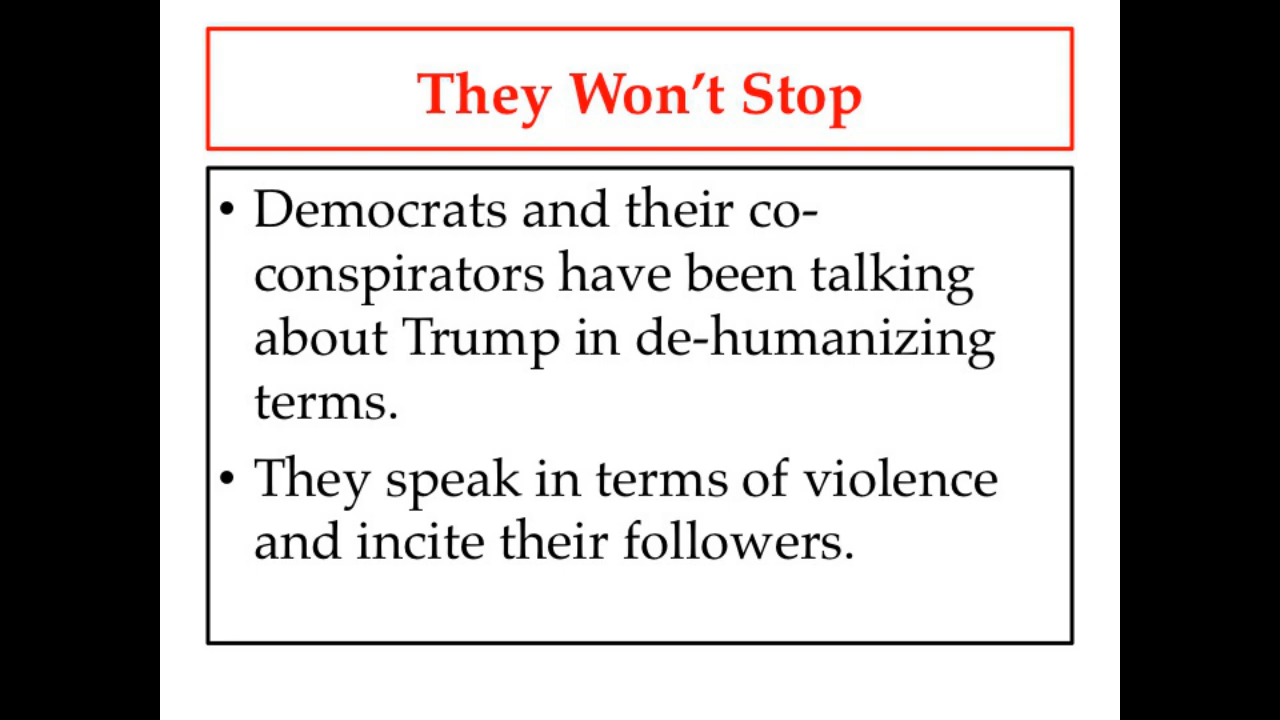 They Won’t Stop
• Democrats and their co-
conspirators have been talking
about Trump in de-humanizing
terms.
• They speak in terms of violence
and incite their followers.